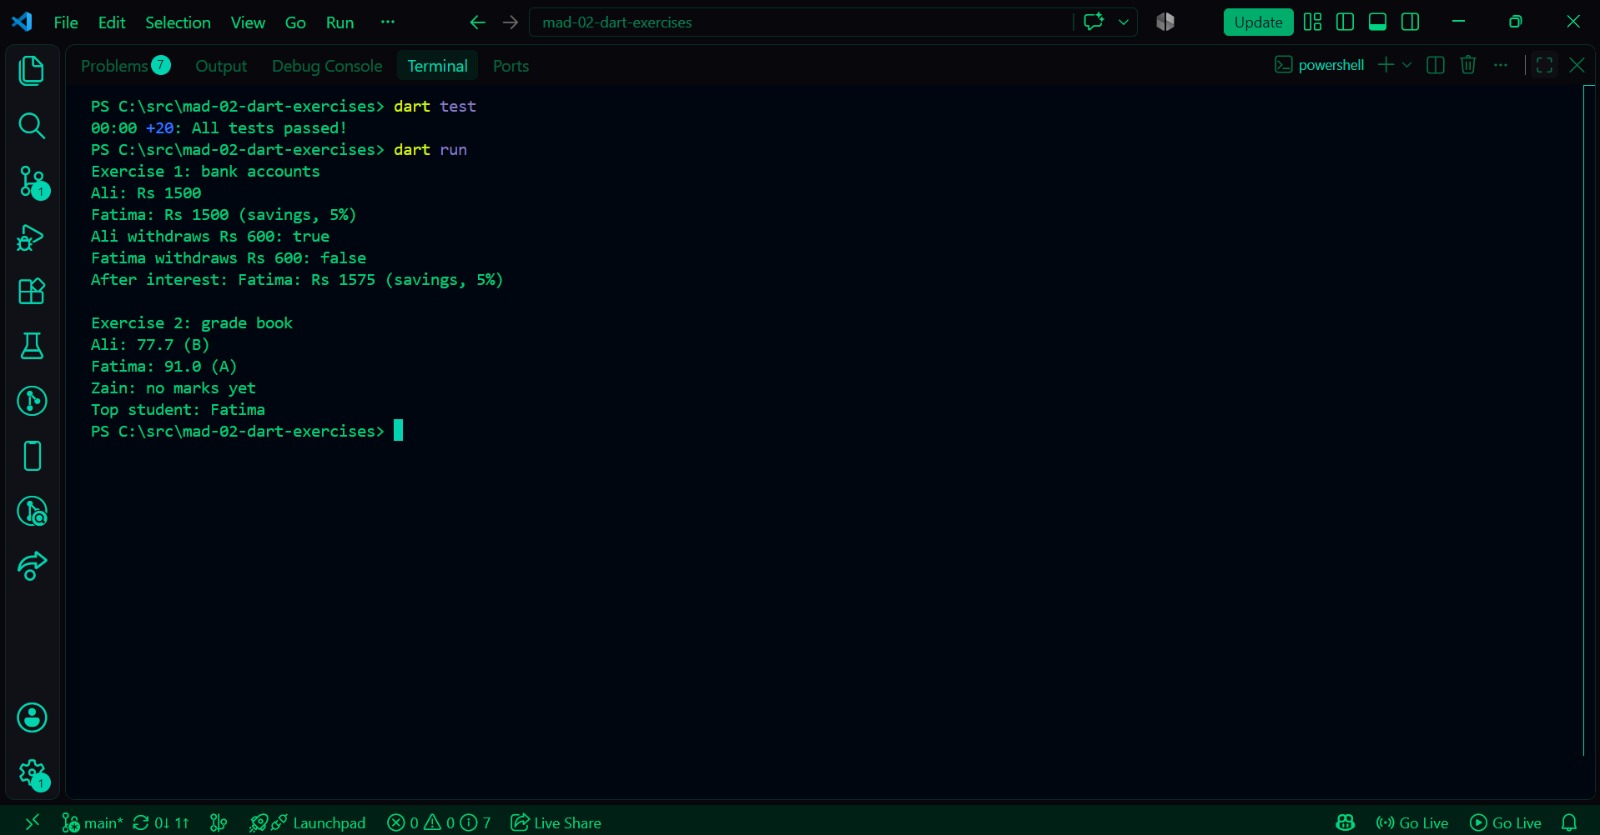 File Edit Selection View Go Run ··· mad-02-dart-exercises Update
Problems 7 Output Debug Console Terminal Ports powershell
PS C:\src\mad-02-dart-exercises> dart test
00:00 +20: All tests passed!
PS C:\src\mad-02-dart-exercises> dart run
Exercise 1: bank accounts
Ali: Rs 1500
Fatima: Rs 1500 (savings, 5%)
Ali withdraws Rs 600: true
Fatima withdraws Rs 600: false
After interest: Fatima: Rs 1575 (savings, 5%)
Exercise 2: grade book
Ali: 77.7 (B)
Fatima: 91.0 (A)
Zain: no marks yet
Top student: Fatima
PS C:\src\mad-02-dart-exercises>
1
1
main* 0↓ 1↑ Launchpad 0 0 7 Live Share Go Live Go Live